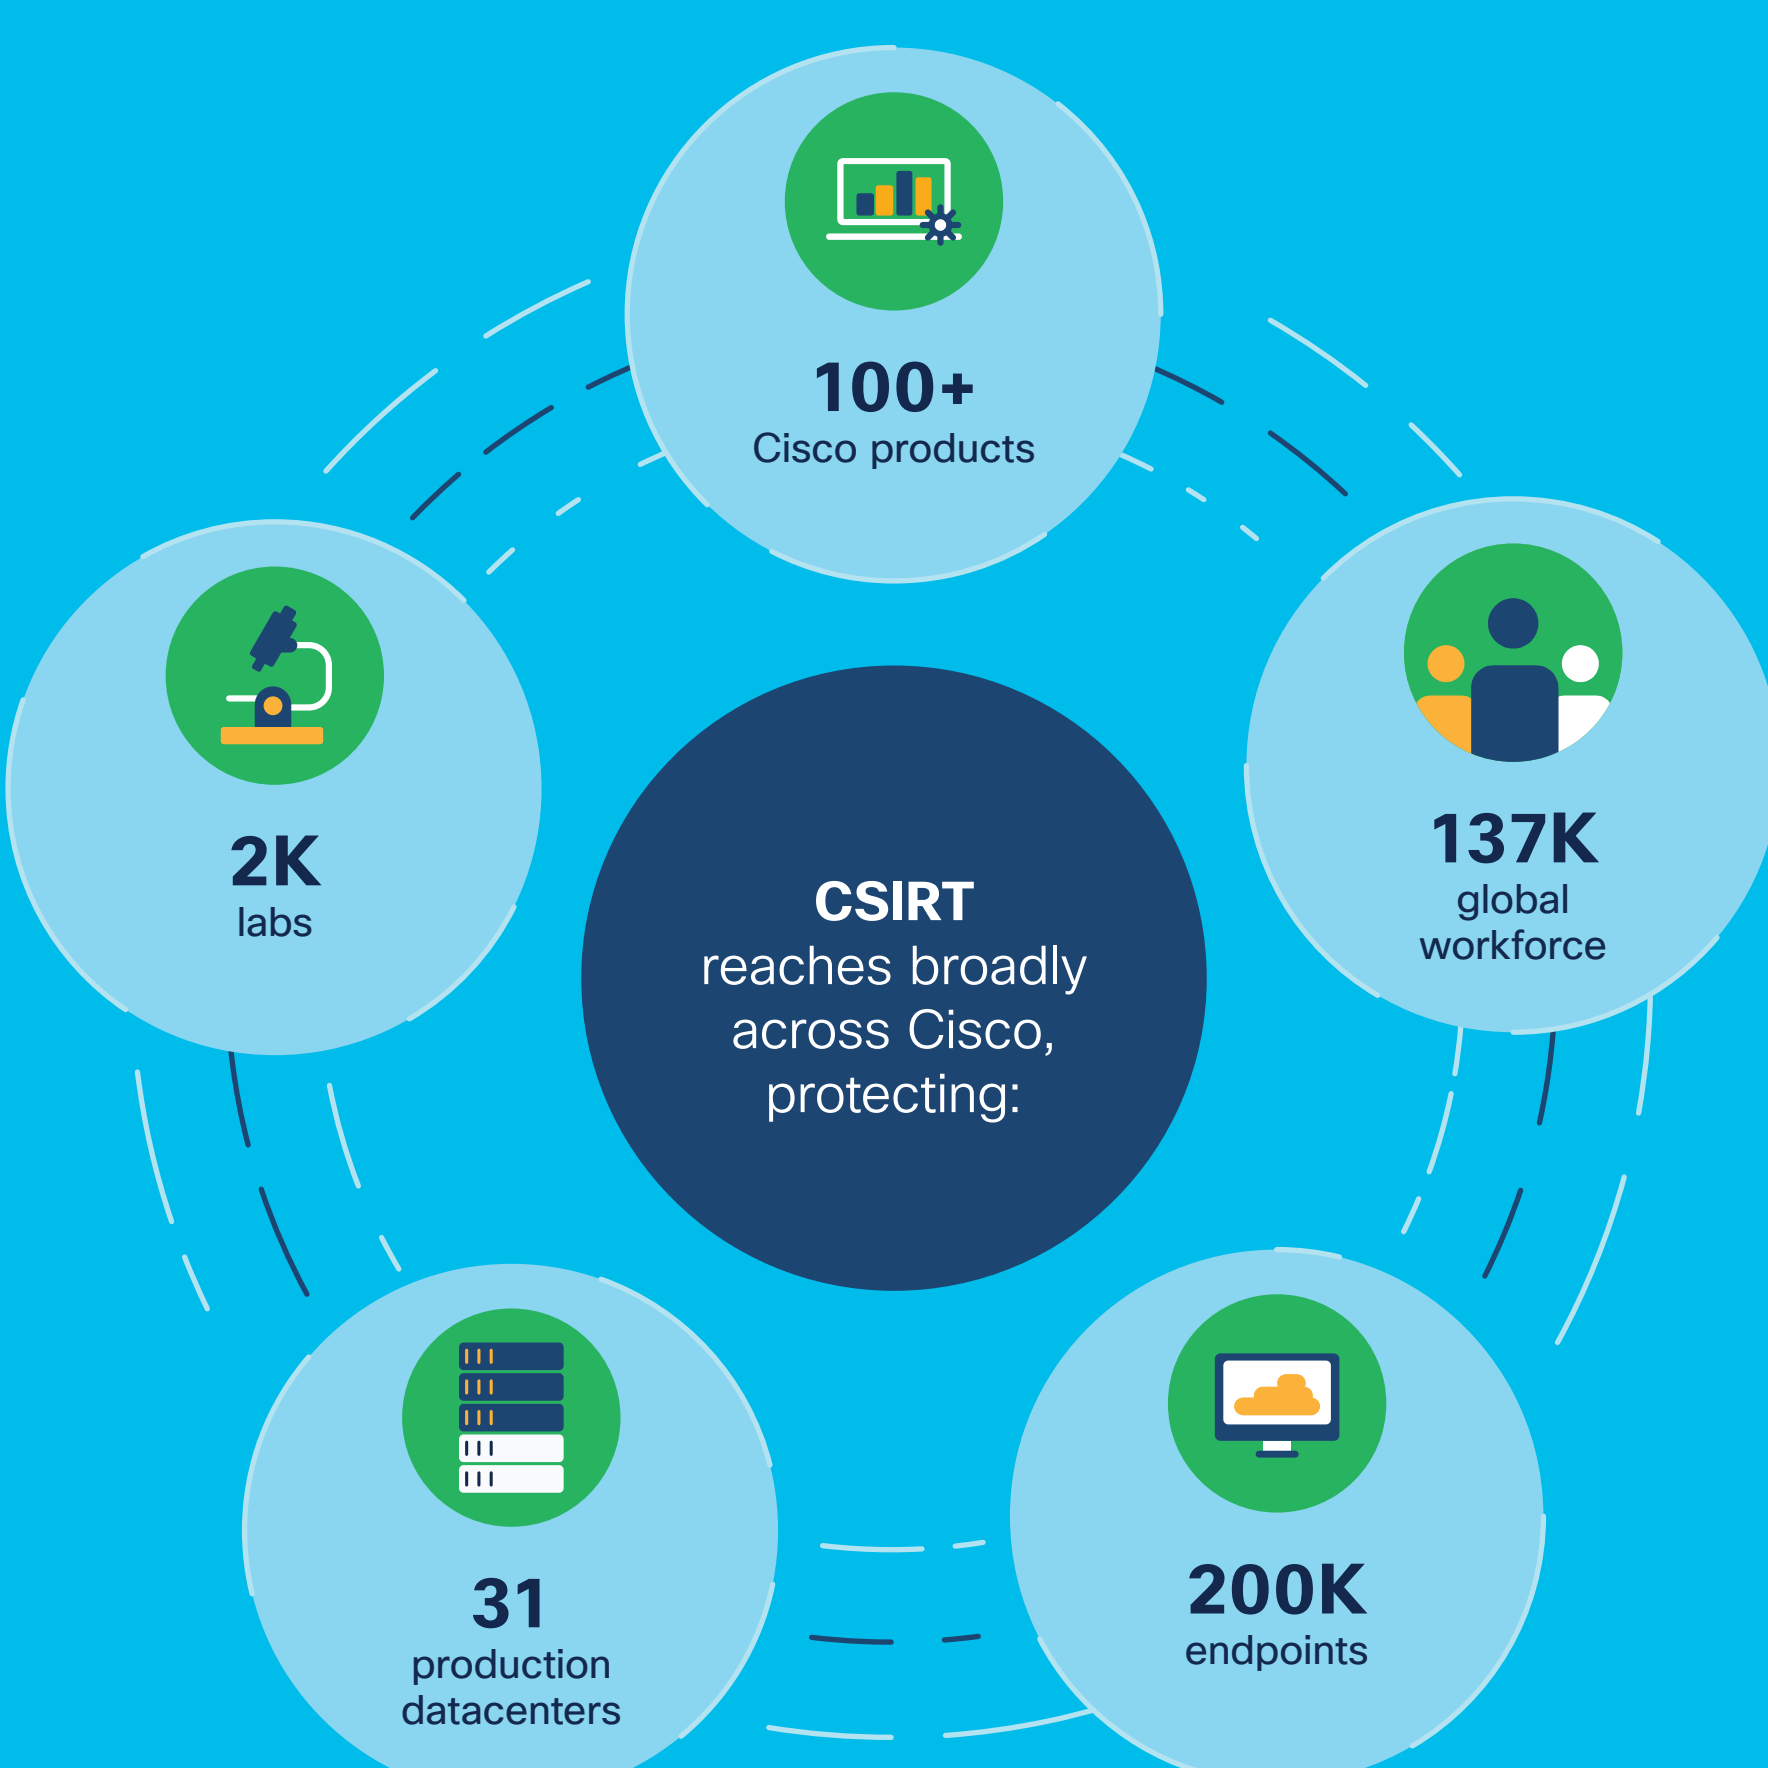 100+
Cisco products
2K
labs
137K
global
workforce
CSIRT
reaches broadly
across Cisco,
protecting:
31
production
datacenters
200K
endpoints